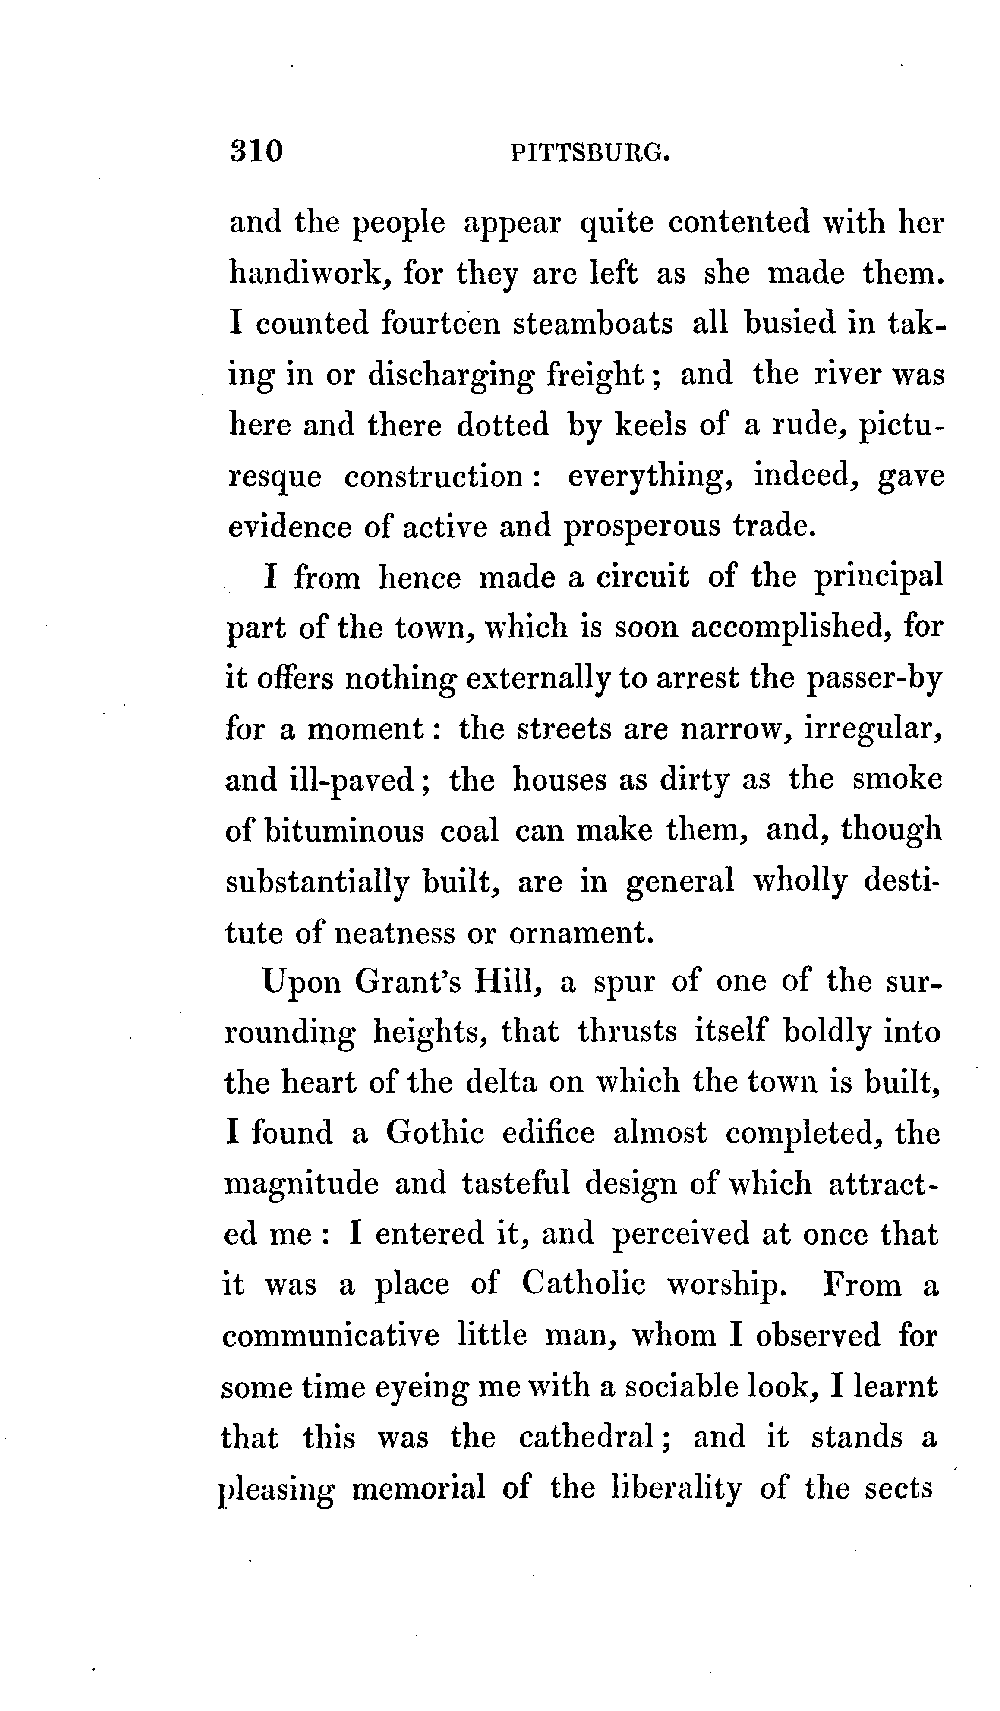 310 PITTSBURG.
and the people appear quite contented with her
handiwork, for they are left as she made them.
I counted fourteen steamboats all busied in tak-
ing in or discharging freight; and the river was
here and there dotted by keels of a rude, pictu-
resque construction: everything, indeed, gave
evidence of active and prosperous trade.
I from hence made a circuit of the principal
part of the town, which is soon accomplished, for
it offers nothing externally to arrest the passer-by
for a moment: the streets are narrow, irregular,
and ill-paved; the houses as dirty as the smoke
of bituminous coal can make them, and, though
substantially built, are in general wholly desti-
tute of neatness or ornament.
Upon Grant's Hill, a spur of one of the sur-
rounding heights, that thrusts itself boldly into
the heart of the delta on which the town is built,
I found a Gothic edifice almost completed, the
magnitude and tasteful design of which attract-
ed me: I entered it, and perceived at once that
it was a place of Catholic worship. From a
communicative little man, whom I observed for
some time eyeing me with a sociable look, I learnt
that this was the cathedral; and it stands a
pleasing memorial of the liberality of the sects